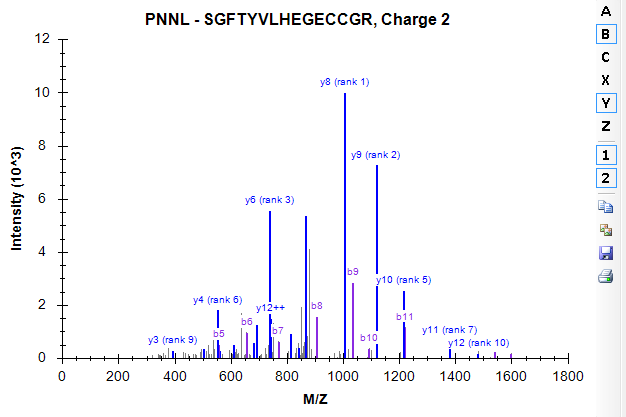 PNNL - SGFTYVLHEGECCGR, Charge 2
Intensity (10^3)
12
10
8
6
4
2
0
y8 (rank 1)
y9 (rank 2)
y6 (rank 3)
b9
y10 (rank 5)
y4 (rank 6)
y12++
b8
b11
b5
b6
b7
y3 (rank 9)
b10
y11 (rank 7)
y12 (rank 10)
0 200 400 600 800 1000 1200 1400 1600 1800
M/Z
A
B
C
X
Y
Z
1
2